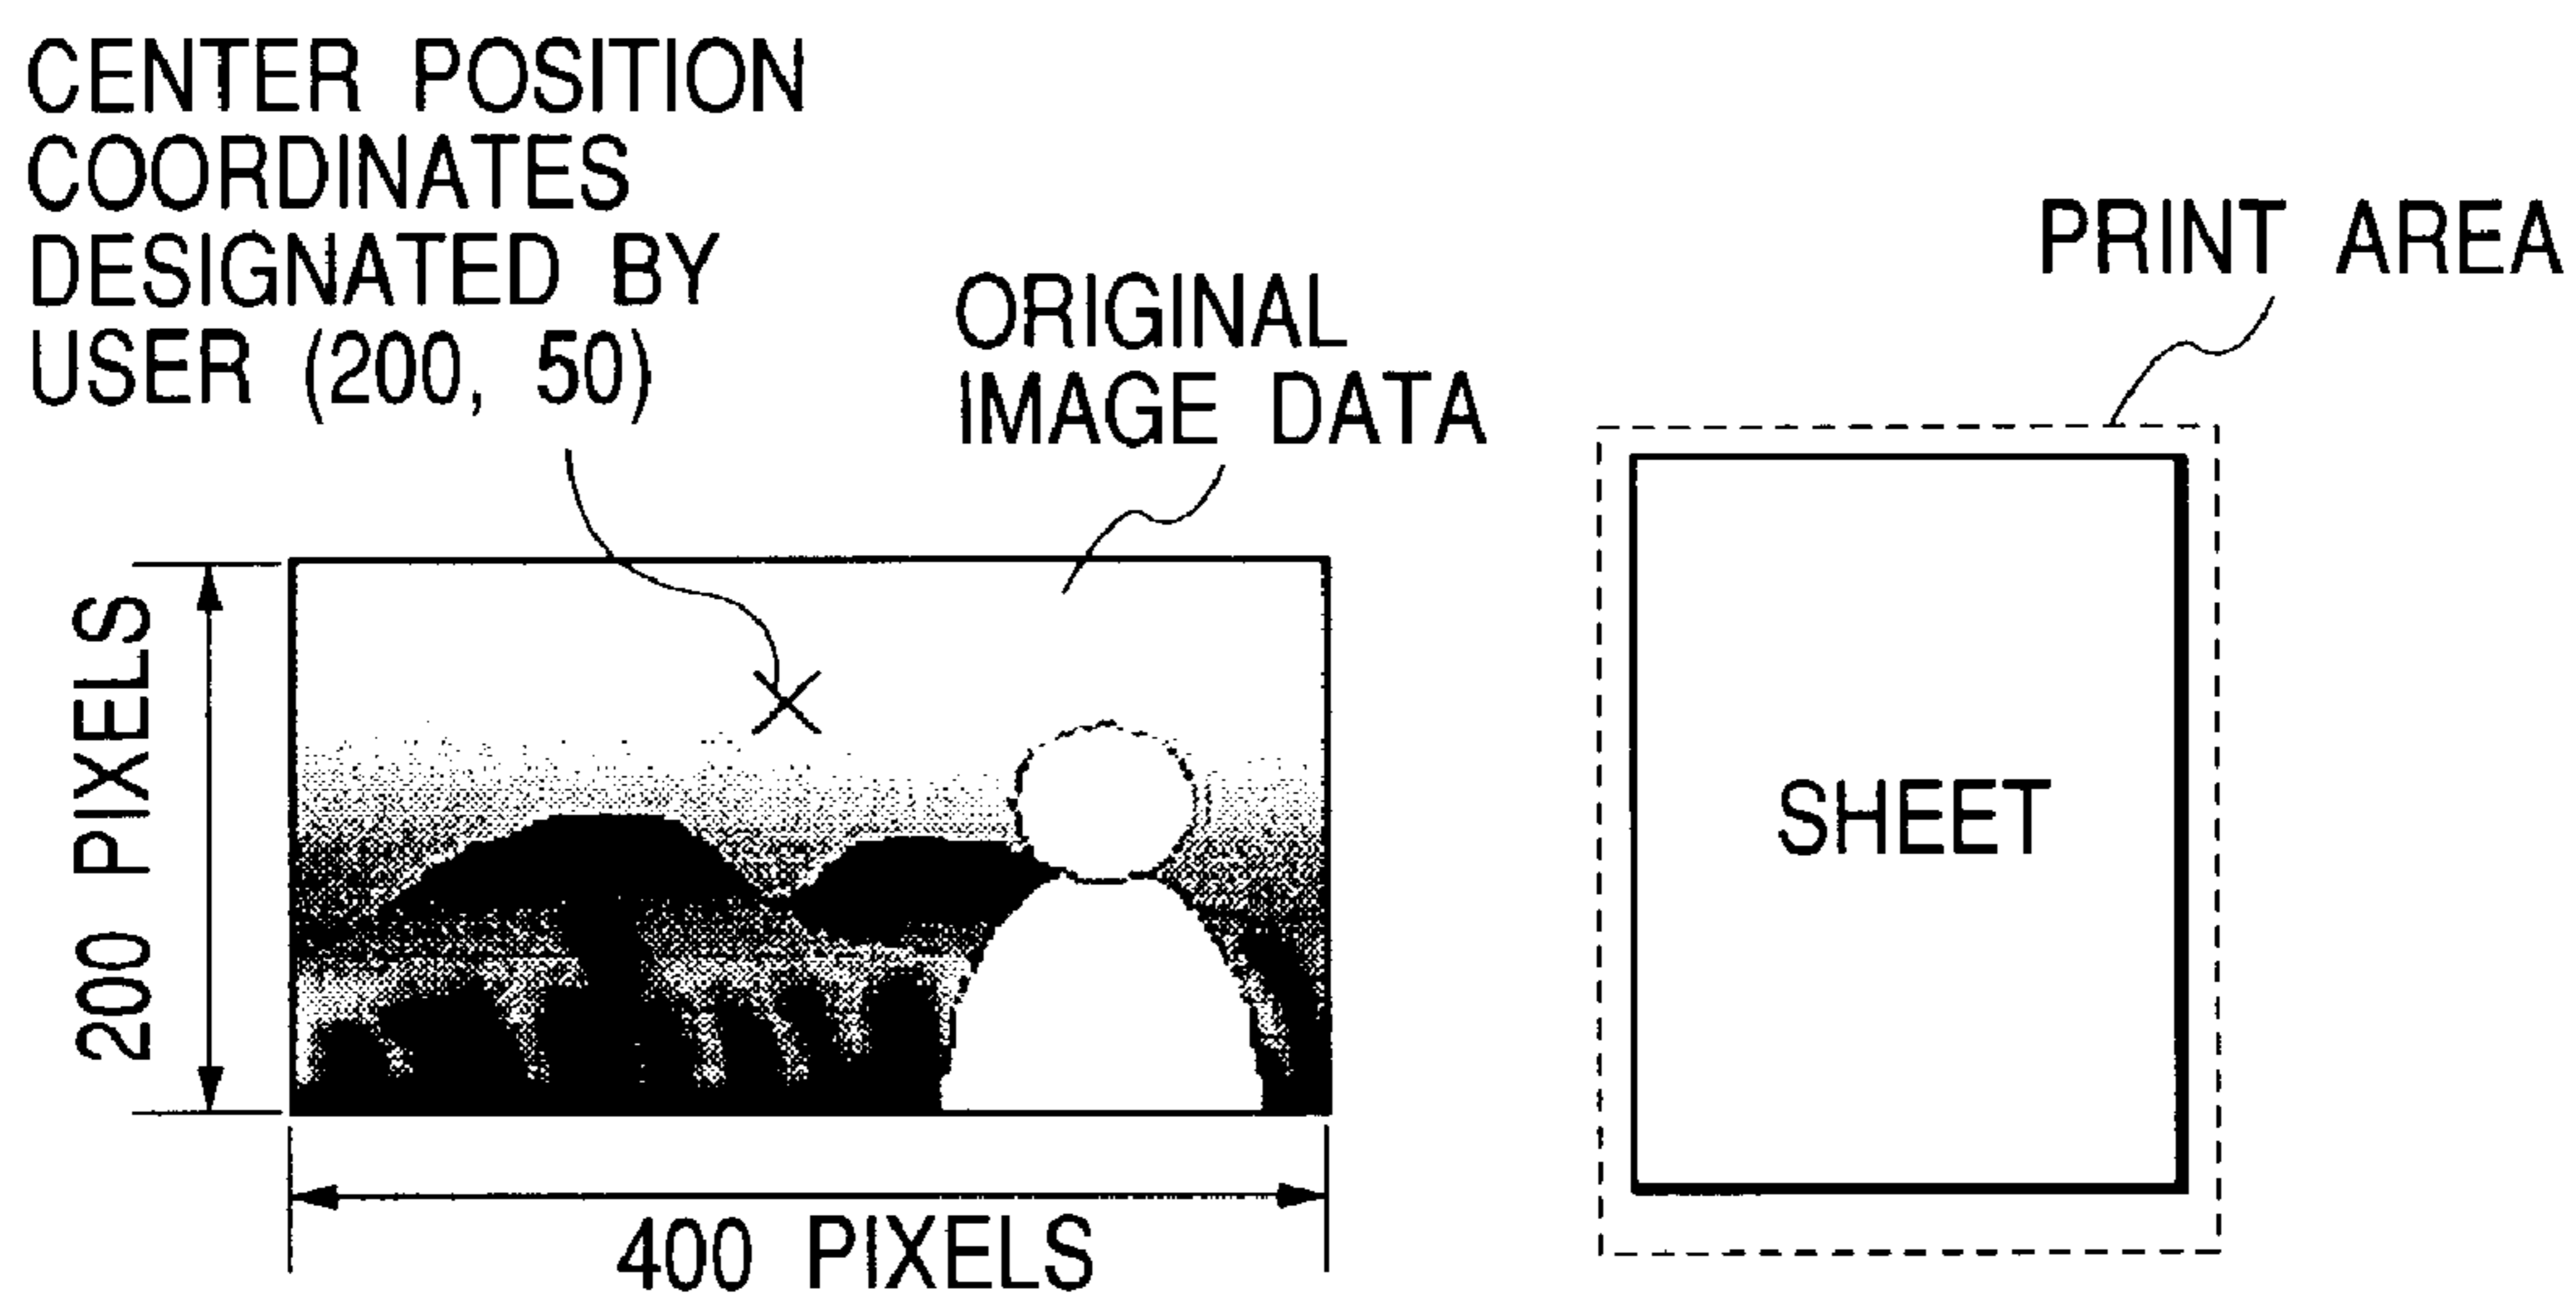 CENTER POSITION
COORDINATES
DESIGNATED BY
USER (200, 50)
ORIGINAL
IMAGE DATA
PRINT AREA
200 PIXELS
400 PIXELS
SHEET